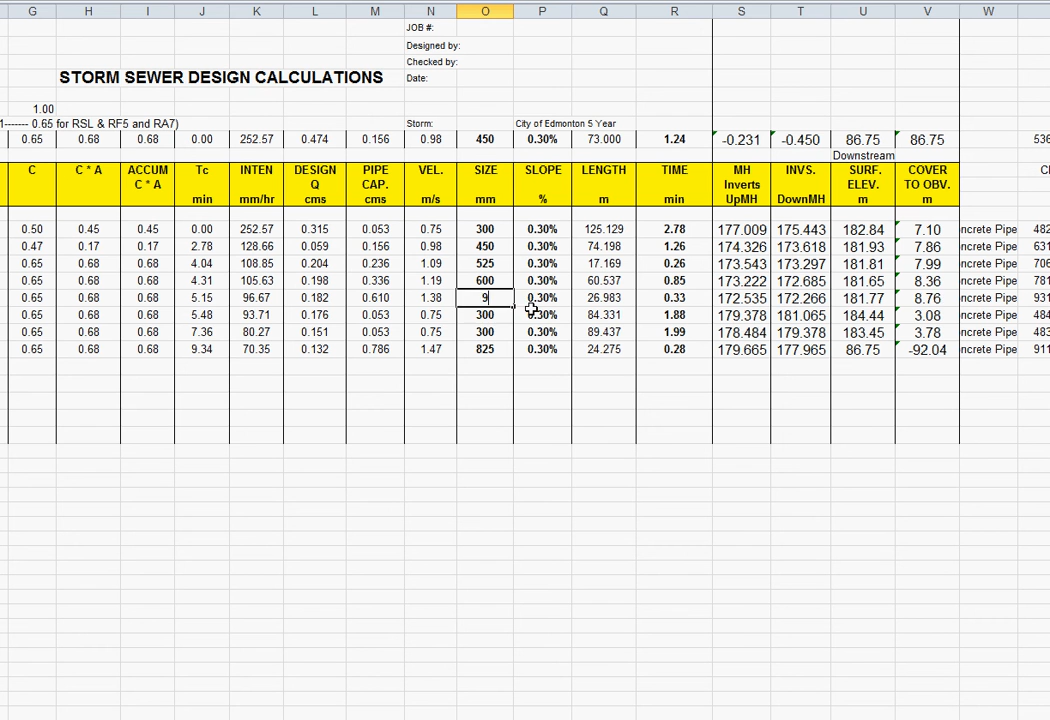 G H I J K L M N O P Q R S T U V W
JOB #:
Designed by:
STORM SEWER DESIGN CALCULATIONS Checked by:
Date:
1.00
1------- 0.65 for RSL & RF5 and RA7) Storm: City of Edmonton 5 Year
0.65 0.68 0.68 0.00 252.57 0.474 0.156 0.98 450 0.30% 73.000 1.24 -0.231 -0.450 86.75 86.75 536
Downstream
C C * A ACCUM Tc INTEN DESIGN PIPE VEL. SIZE SLOPE LENGTH TIME MH INVS. SURF. COVER
C * A Q CAP. Inverts ELEV. TO OBV.
min mm/hr cms cms m/s mm % m min UpMH DownMH m m
0.50 0.45 0.45 0.00 252.57 0.315 0.053 0.75 300 0.30% 125.129 2.78 177.009 175.443 182.84 7.10 ncrete Pipe 482
0.47 0.17 0.17 2.78 128.66 0.059 0.156 0.98 450 0.30% 74.198 1.26 174.326 173.618 181.93 7.86 ncrete Pipe 631
0.65 0.68 0.68 4.04 108.85 0.204 0.236 1.09 525 0.30% 17.169 0.26 173.543 173.297 181.81 7.99 ncrete Pipe 706
0.65 0.68 0.68 4.31 105.63 0.198 0.336 1.19 600 0.30% 60.537 0.85 173.222 172.685 181.65 8.36 ncrete Pipe 781
0.65 0.68 0.68 5.15 96.67 0.182 0.610 1.38 9 0.30% 26.983 0.33 172.535 172.266 181.77 8.76 ncrete Pipe 931
0.65 0.68 0.68 5.48 93.71 0.176 0.053 0.75 300 0.30% 84.331 1.88 179.378 181.065 184.44 3.08 ncrete Pipe 484
0.65 0.68 0.68 7.36 80.27 0.151 0.053 0.75 300 0.30% 89.437 1.99 178.484 179.378 183.45 3.78 ncrete Pipe 483
0.65 0.68 0.68 9.34 70.35 0.132 0.786 1.47 825 0.30% 24.275 0.28 179.665 177.965 86.75 -92.04 ncrete Pipe 911